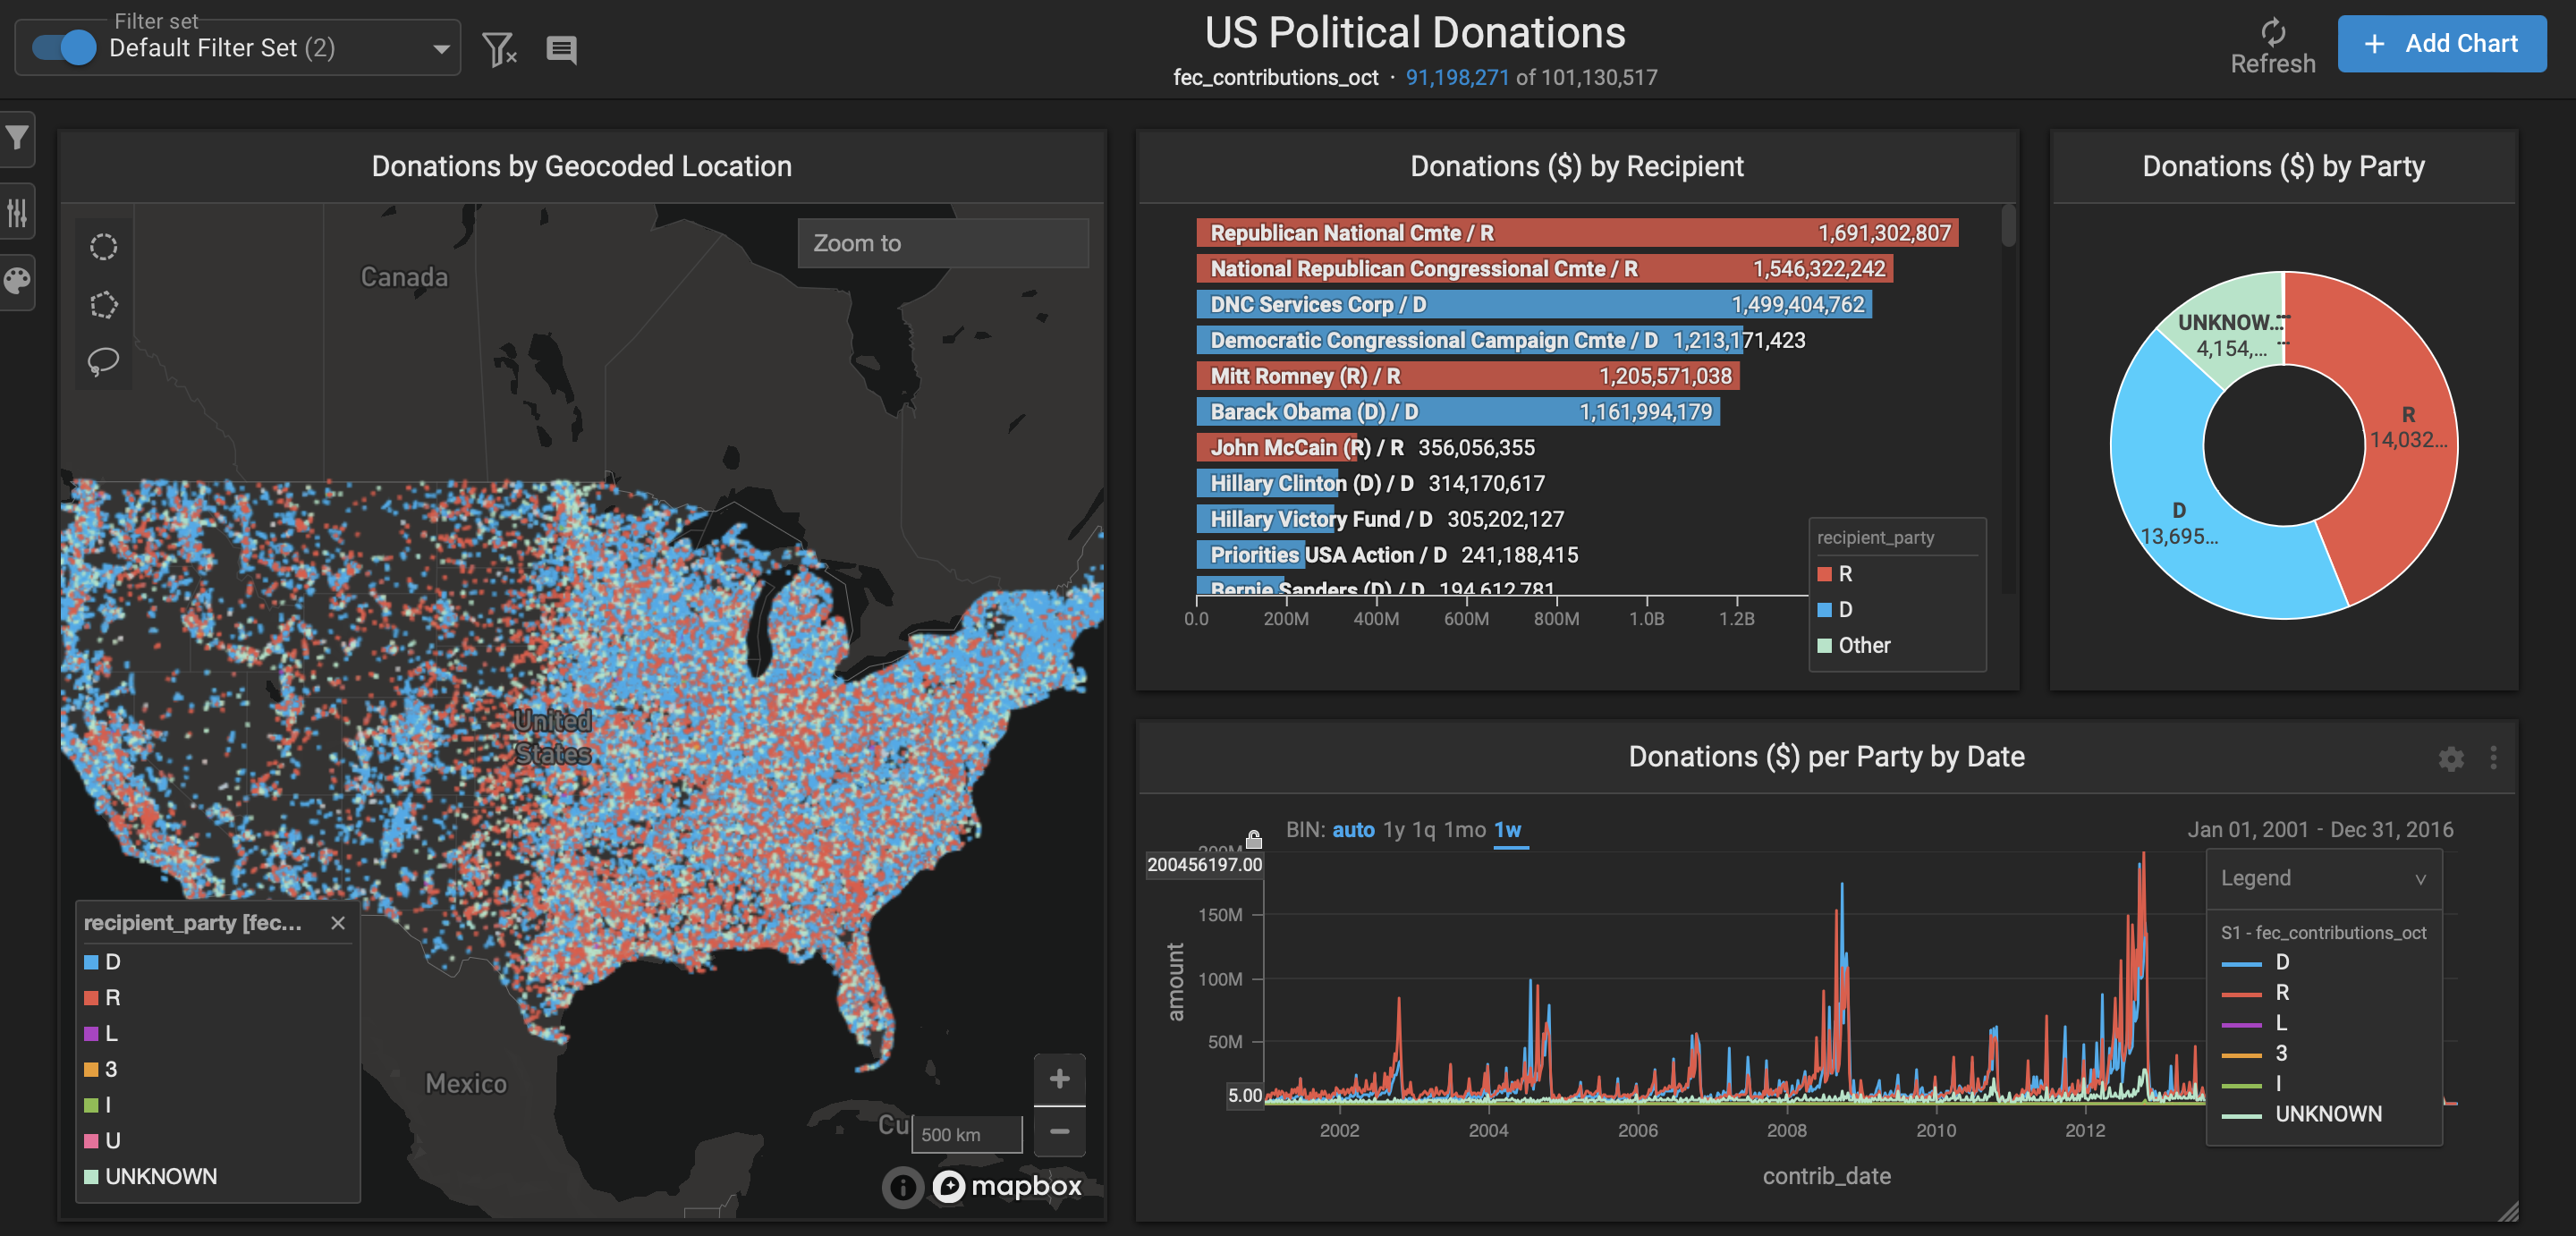 Filter set
Default Filter Set (2)
US Political Donations
fec_contributions_oct · 91,198,271 of 101,130,517
Refresh
+ Add Chart
Donations by Geocoded Location
Zoom to
Canada
United
States
Mexico
Cu
500 km
mapbox
recipient_party [fec...
D
R
L
3
I
U
UNKNOWN
Donations ($) by Recipient
Republican National Cmte / R 1,691,302,807
National Republican Congressional Cmte / R 1,546,322,242
DNC Services Corp / D 1,499,404,762
Democratic Congressional Campaign Cmte / D 1,213,171,423
Mitt Romney (R) / R 1,205,571,038
Barack Obama (D) / D 1,161,994,179
John McCain (R) / R 356,056,355
Hillary Clinton (D) / D 314,170,617
Hillary Victory Fund / D 305,202,127
Priorities USA Action / D 241,188,415
Bernie Sanders (D) / D 194,612,781
0.0 200M 400M 600M 800M 1.0B 1.2B
recipient_party
R
D
Other
Donations ($) by Party
UNKNOW...
4,154,...
R
14,032...
D
13,695...
Donations ($) per Party by Date
BIN: auto 1y 1q 1mo 1w
Jan 01, 2001 - Dec 31, 2016
200M
200456197.00
150M
100M
50M
5.00
amount
2002 2004 2006 2008 2010 2012
contrib_date
Legend
S1 - fec_contributions_oct
D
R
L
3
I
UNKNOWN